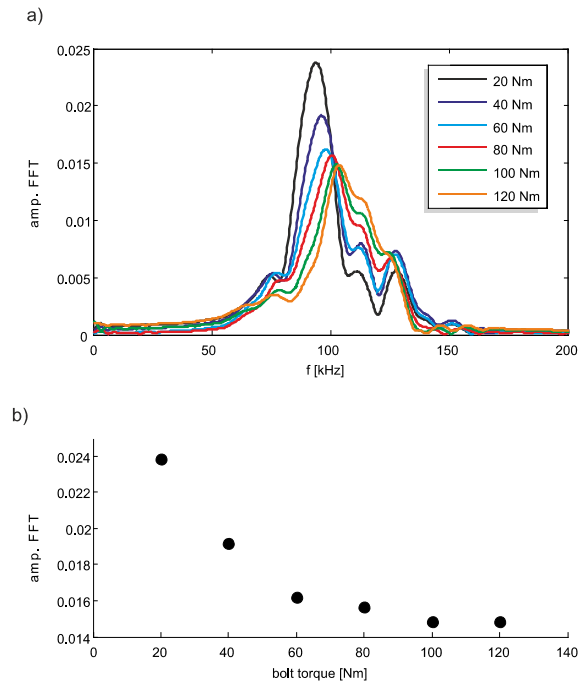 a)
amp. FFT
0.025
0.02
0.015
0.01
0.005
0
0 50 100 150 200
f [kHz]
20 Nm
40 Nm
60 Nm
80 Nm
100 Nm
120 Nm
b)
amp. FFT
0.024
0.022
0.02
0.018
0.016
0.014
0 20 40 60 80 100 120 140
bolt torque [Nm]